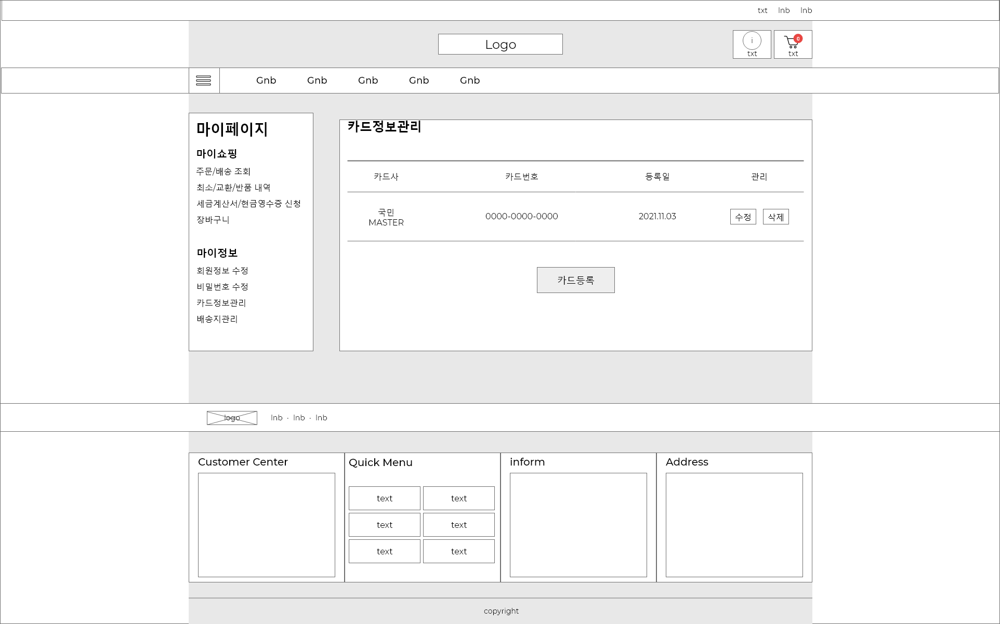 txt lnb lnb
Logo
i
txt
0
txt
Gnb Gnb Gnb Gnb Gnb
마이페이지
마이쇼핑
주문/배송 조회
최소/교환/반품 내역
세금계산서/현금영수증 신청
장바구니
마이정보
회원정보 수정
비밀번호 수정
카드정보관리
배송지관리
카드정보관리
카드사 카드번호 등록일 관리
국민
MASTER
0000-0000-0000 2021.11.03 수정 삭제
카드등록
logo lnb · lnb · lnb
Customer Center
Quick Menu
text text
text text
text text
inform
Address
copyright